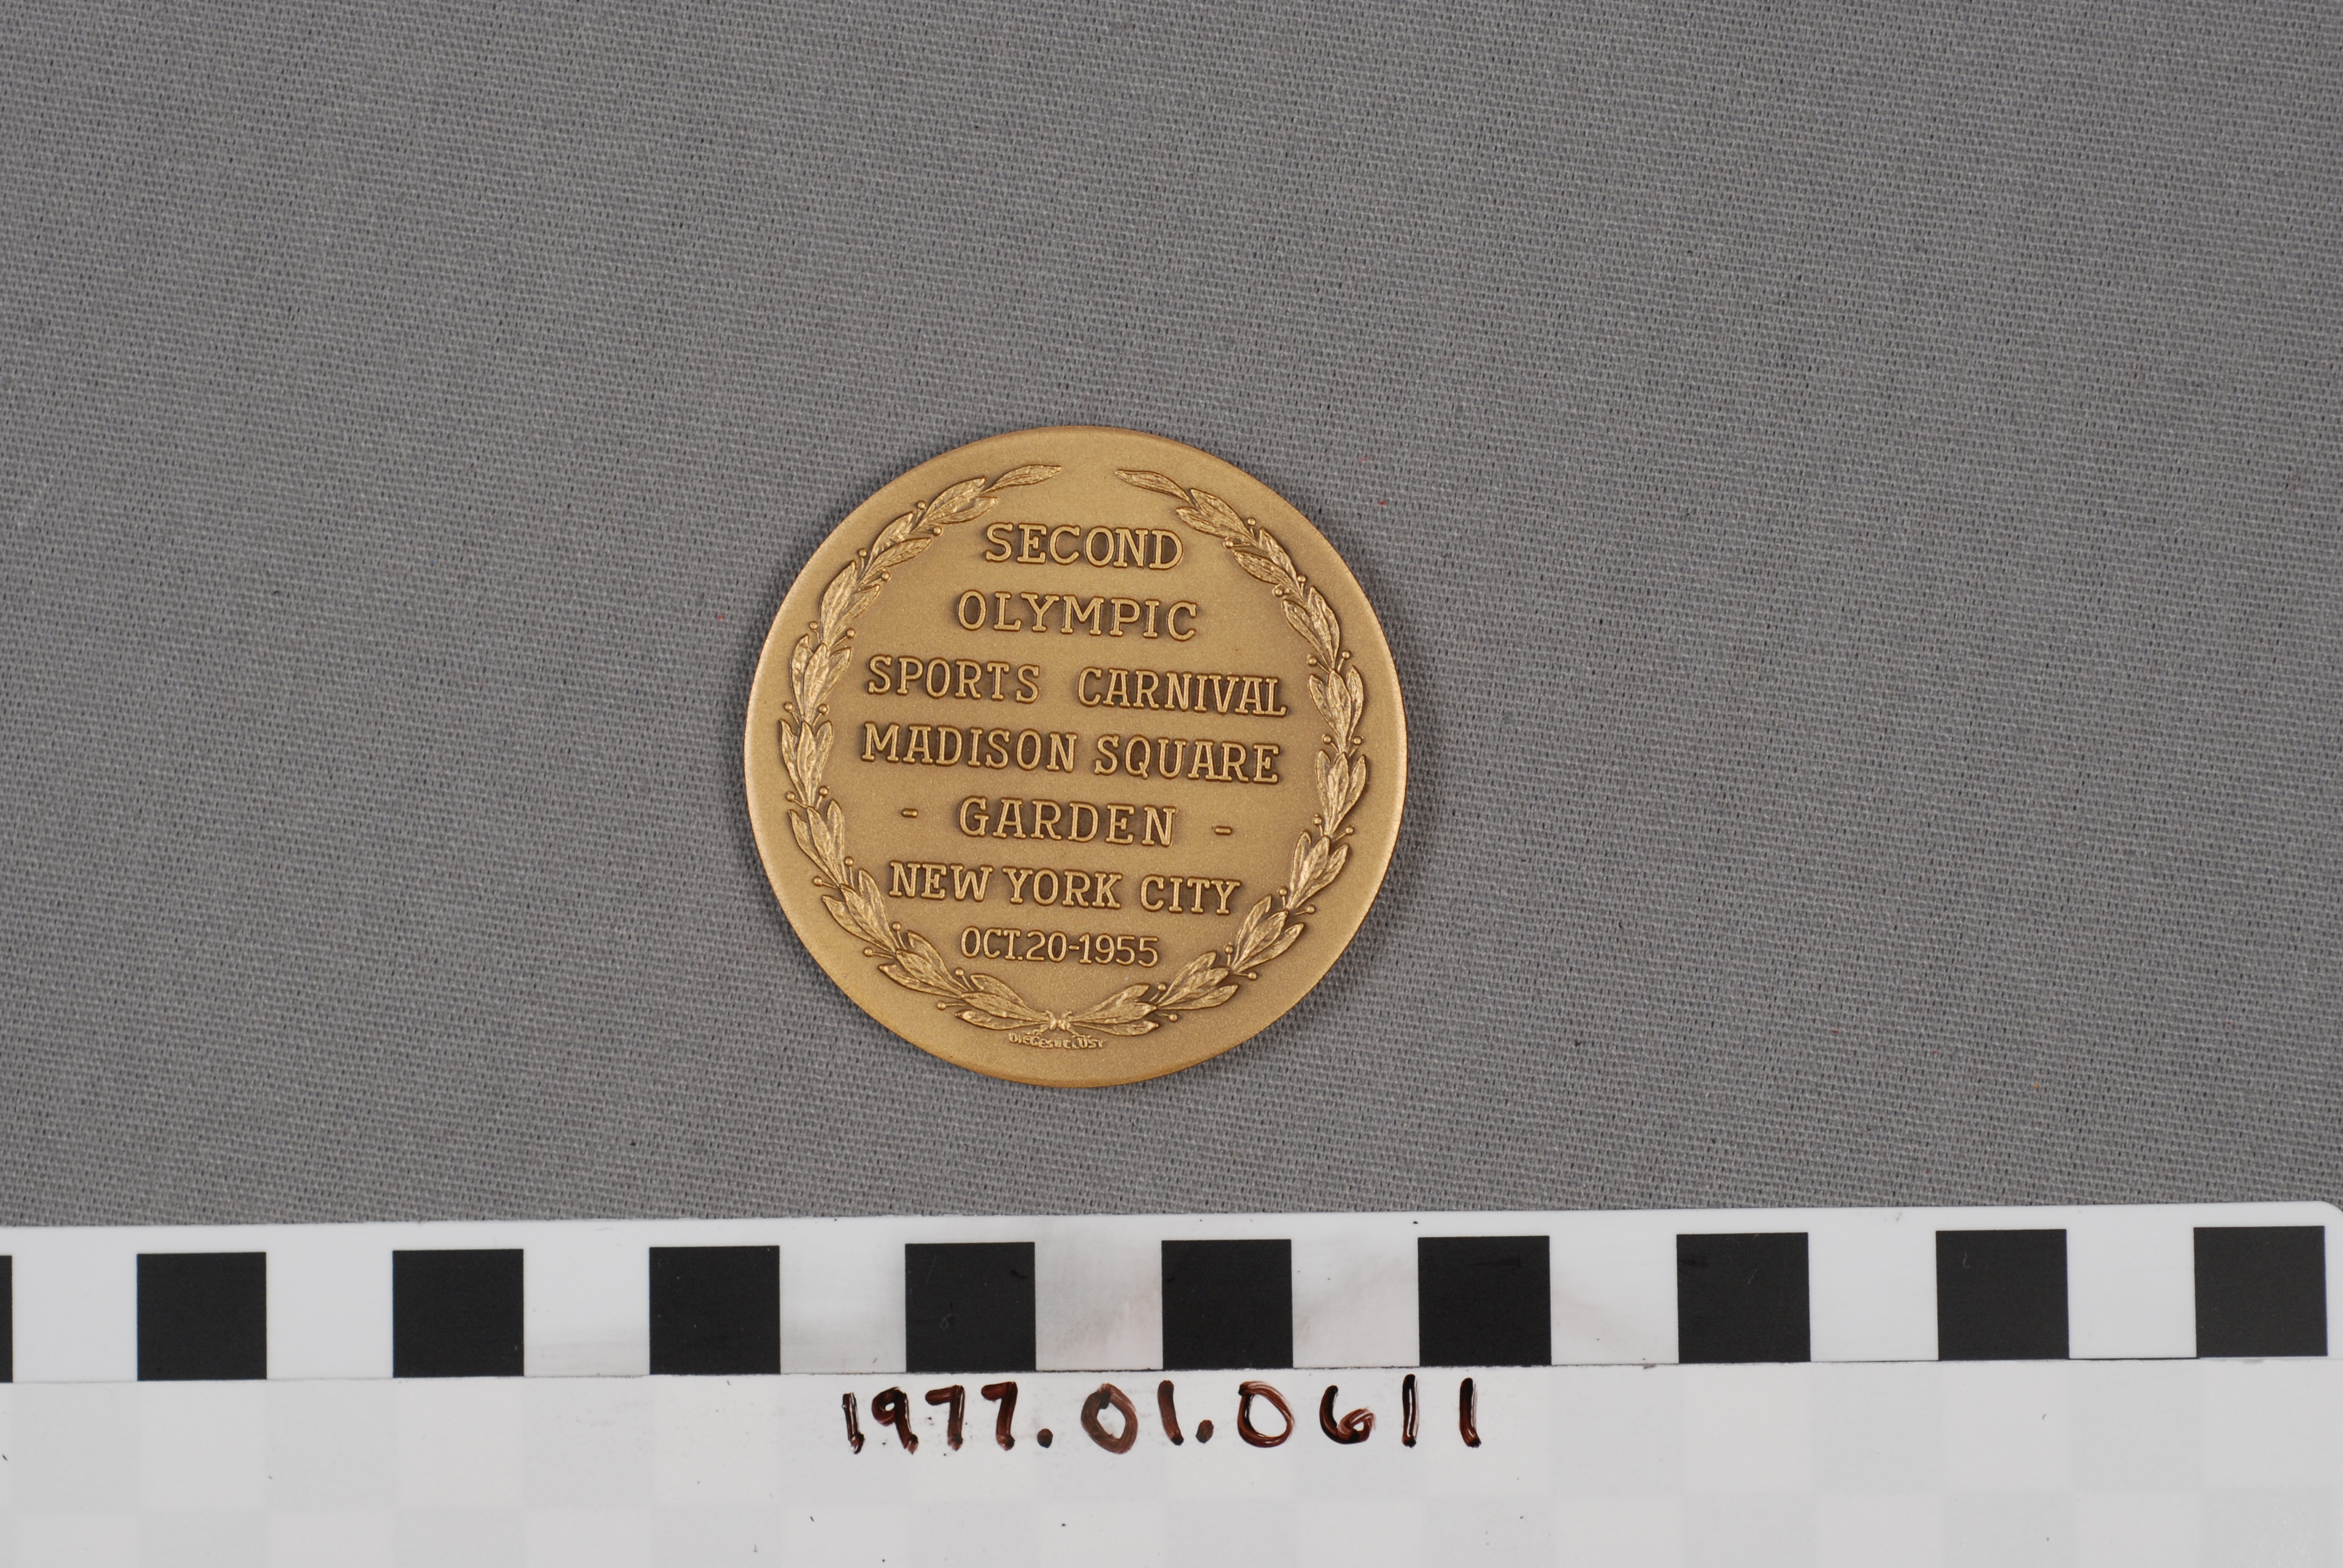 SECOND
OLYMPIC
SPORTS CARNIVAL
MADISON SQUARE
- GARDEN -
NEW YORK CITY
OCT.20-1955
1977.01.0611